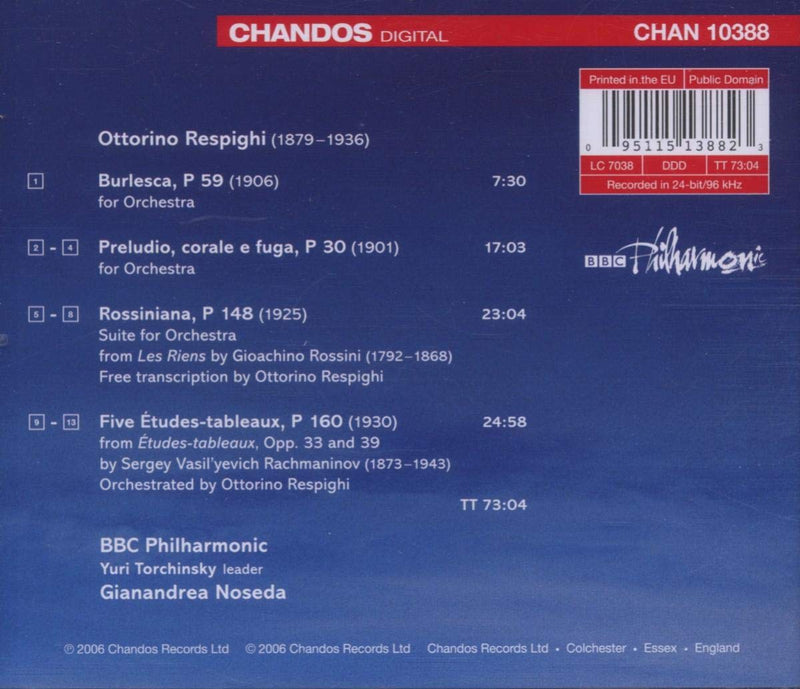 CHANDOS DIGITAL CHAN 10388
Printed in the EU Public Domain
0 95115 13882 3
LC 7038 DDD TT 73:04
Recorded in 24-bit/96 kHz
Ottorino Respighi (1879–1936)
1 Burlesca, P 59 (1906) 7:30
for Orchestra
2 - 4 Preludio, corale e fuga, P 30 (1901) 17:03
for Orchestra
BBC Philharmonic
5 - 8 Rossiniana, P 148 (1925) 23:04
Suite for Orchestra
from Les Riens by Gioachino Rossini (1792–1868)
Free transcription by Ottorino Respighi
9 - 13 Five Études-tableaux, P 160 (1930) 24:58
from Études-tableaux, Opp. 33 and 39
by Sergey Vasil'yevich Rachmaninov (1873–1943)
Orchestrated by Ottorino Respighi
TT 73:04
BBC Philharmonic
Yuri Torchinsky leader
Gianandrea Noseda
℗ 2006 Chandos Records Ltd © 2006 Chandos Records Ltd Chandos Records Ltd • Colchester • Essex • England